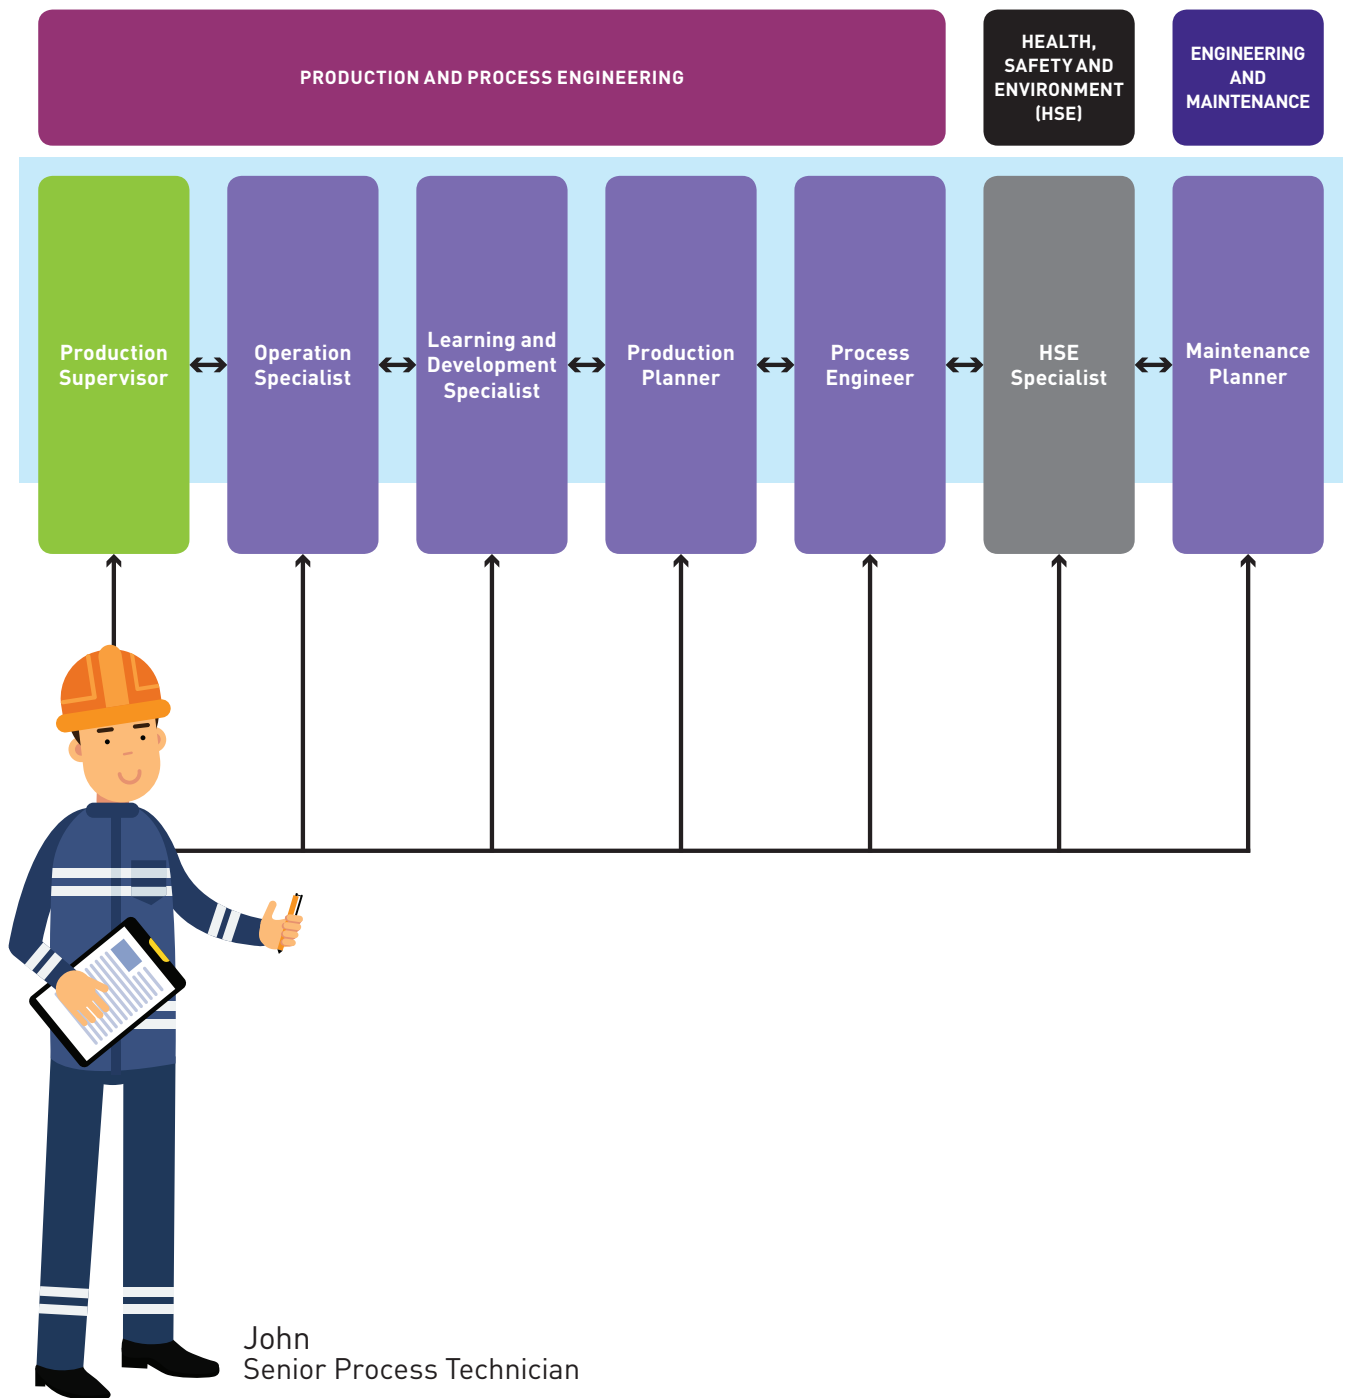 PRODUCTION AND PROCESS ENGINEERING
HEALTH,
SAFETY AND
ENVIRONMENT
(HSE)
ENGINEERING
AND
MAINTENANCE
Production
Supervisor
Operation
Specialist
Learning and
Development
Specialist
Production
Planner
Process
Engineer
HSE
Specialist
Maintenance
Planner
John
Senior Process Technician